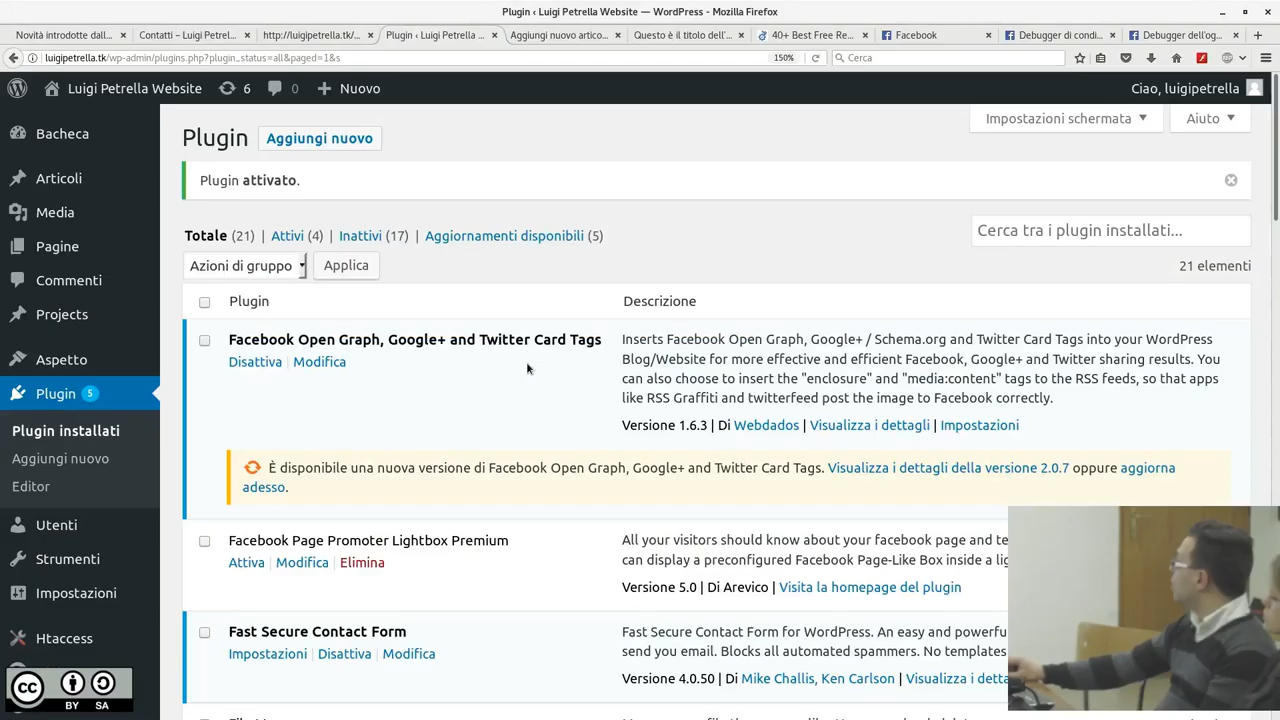 Plugin ‹ Luigi Petrella Website — WordPress - Mozilla Firefox
Novità introdotte dall...
Contatti – Luigi Petrel...
http://luigipetrella.tk/...
Plugin ‹ Luigi Petrella ...
Aggiungi nuovo artico...
Questo è il titolo dell'...
40+ Best Free Re...
Facebook
Debugger di condi...
Debugger dell'og...
luigipetrella.tk/wp-admin/plugins.php?plugin_status=all&paged=1&s
150%
Cerca
Luigi Petrella Website
6
0
Nuovo
Ciao, luigipetrella
Bacheca
Articoli
Media
Pagine
Commenti
Projects
Aspetto
Plugin 5
Plugin installati
Aggiungi nuovo
Editor
Utenti
Strumenti
Impostazioni
Htaccess
Impostazioni schermata
Aiuto
Plugin
Aggiungi nuovo
Plugin attivato.
Totale (21) | Attivi (4) | Inattivi (17) | Aggiornamenti disponibili (5)
Cerca tra i plugin installati...
Azioni di gruppo
Applica
21 elementi
Plugin
Descrizione
Facebook Open Graph, Google+ and Twitter Card Tags
Disattiva | Modifica
Inserts Facebook Open Graph, Google+ / Schema.org and Twitter Card Tags into your WordPress
Blog/Website for more effective and efficient Facebook, Google+ and Twitter sharing results. You
can also choose to insert the "enclosure" and "media:content" tags to the RSS feeds, so that apps
like RSS Graffiti and twitterfeed post the image to Facebook correctly.
Versione 1.6.3 | Di Webdados | Visualizza i dettagli | Impostazioni
È disponibile una nuova versione di Facebook Open Graph, Google+ and Twitter Card Tags. Visualizza i dettagli della versione 2.0.7 oppure aggiorna
adesso.
Facebook Page Promoter Lightbox Premium
Attiva | Modifica | Elimina
All your visitors should know about your facebook page and te
can display a preconfigured Facebook Page-Like Box inside a lig
Versione 5.0 | Di Arevico | Visita la homepage del plugin
Fast Secure Contact Form
Impostazioni | Disattiva | Modifica
Fast Secure Contact Form for WordPress. An easy and powerfu
send you email. Blocks all automated spammers. No templates
Versione 4.0.50 | Di Mike Challis, Ken Carlson | Visualizza i detta
cc
BY SA